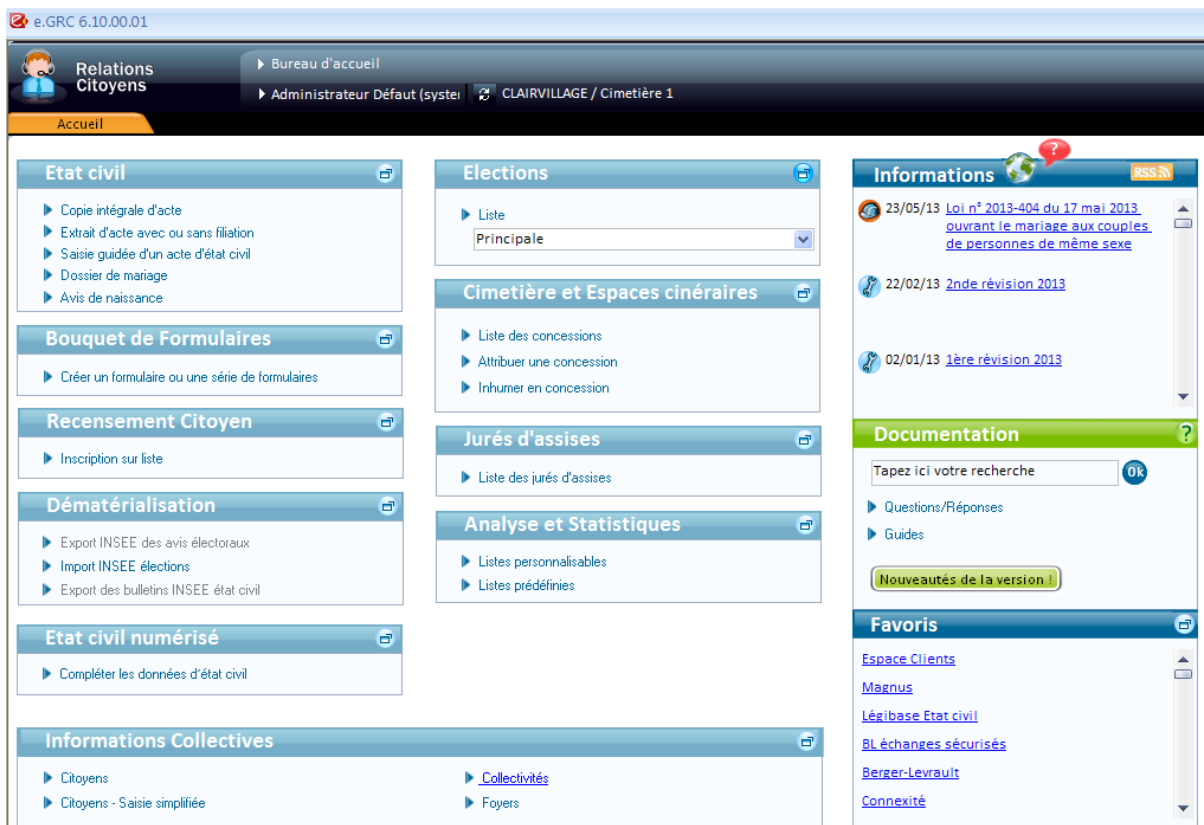 e.GRC 6.10.00.01
Relations
Citoyens
Bureau d'accueil
Administrateur Défaut (syster
CLAIRVILLAGE / Cimetière 1
Accueil
Etat civil
Copie intégrale d'acte
Extrait d'acte avec ou sans filiation
Saisie guidée d'un acte d'état civil
Dossier de mariage
Avis de naissance
Bouquet de Formulaires
Créer un formulaire ou une série de formulaires
Recensement Citoyen
Inscription sur liste
Dématérialisation
Export INSEE des avis électoraux
Import INSEE élections
Export des bulletins INSEE état civil
Etat civil numérisé
Compléter les données d'état civil
Elections
Liste
Principale
Cimetière et Espaces cinéraires
Liste des concessions
Attribuer une concession
Inhumer en concession
Jurés d'assises
Liste des jurés d'assises
Analyse et Statistiques
Listes personnalisables
Listes prédéfinies
Informations Collectives
Citoyens
Citoyens - Saisie simplifiée
Collectivités
Foyers
Informations
?
RSS
23/05/13 Loi n° 2013-404 du 17 mai 2013
ouvrant le mariage aux couples
de personnes de même sexe
22/02/13 2nde révision 2013
02/01/13 1ère révision 2013
Documentation
?
Tapez ici votre recherche
Ok
Questions/Réponses
Guides
Nouveautés de la version !
Favoris
Espace Clients
Magnus
Légibase Etat civil
BL échanges sécurisés
Berger-Levrault
Connexité